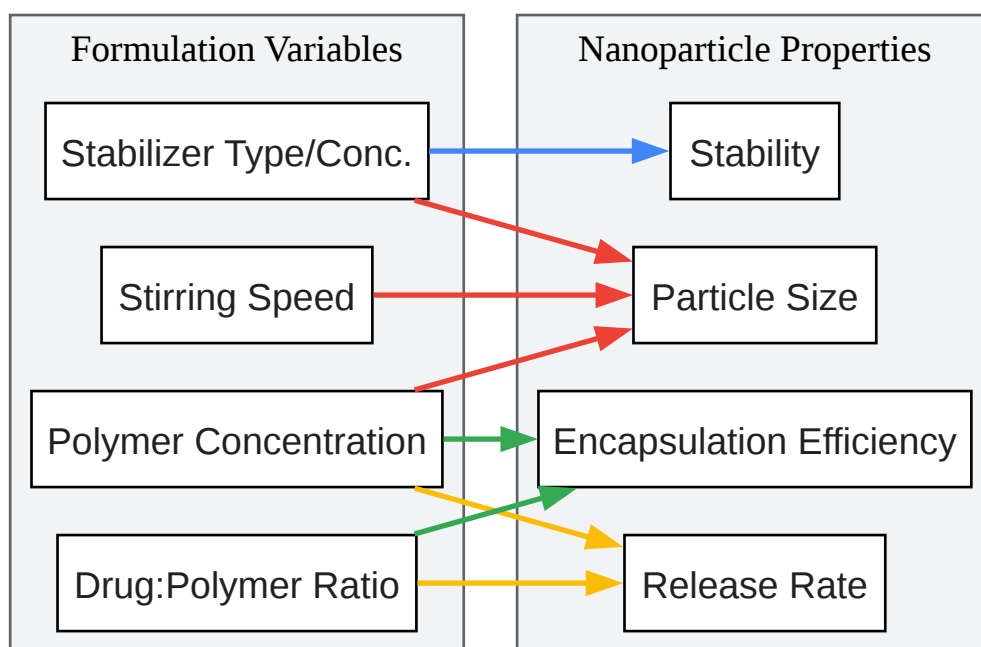 Formulation Variables
Stabilizer Type/Conc.
Stirring Speed
Polymer Concentration
Drug:Polymer Ratio
Nanoparticle Properties
Stability
Particle Size
Encapsulation Efficiency
Release Rate